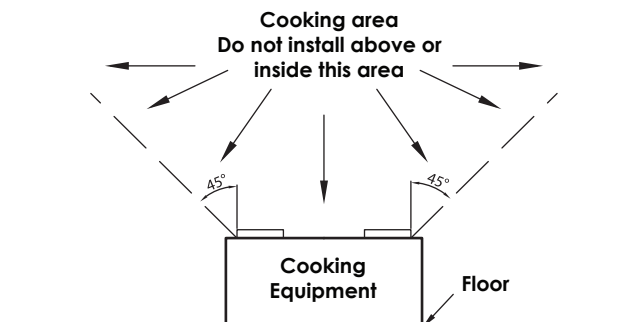 Cooking area
Do not install above or
inside this area
45°
45°
Cooking
Equipment
Floor